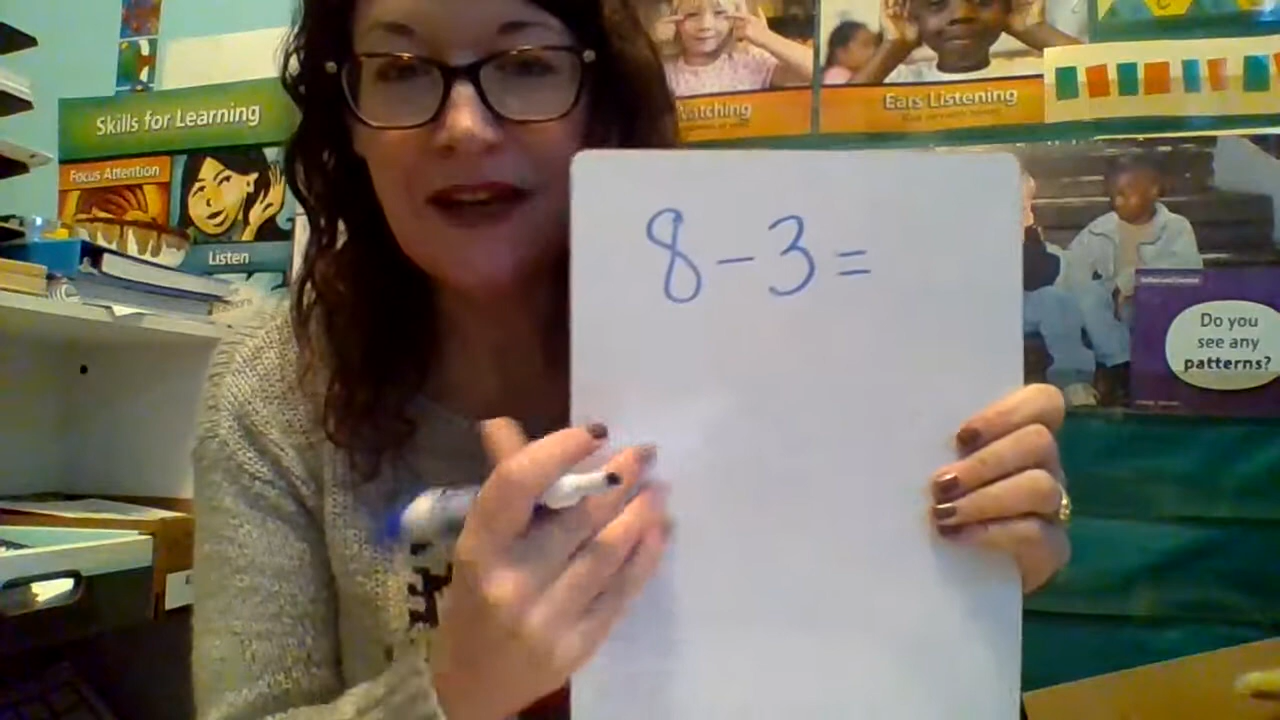 Skills for Learning
Focus Attention
Listen
Watching
Ears Listening
8-3=
Do you
see any
patterns?